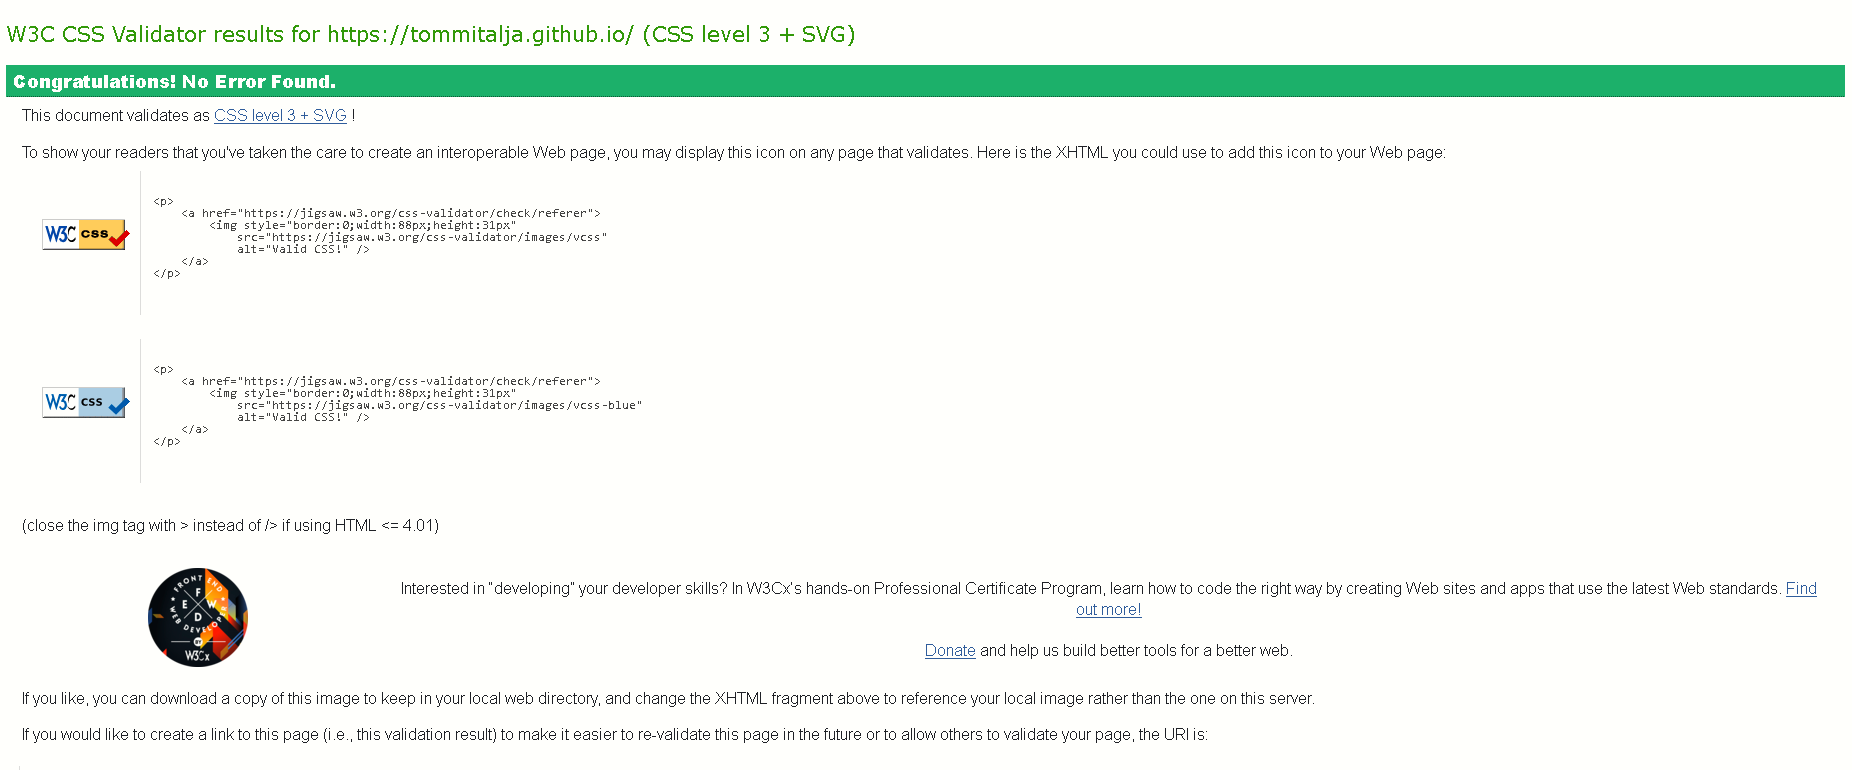 W3C CSS Validator results for https://tommitalja.github.io/ (CSS level 3 + SVG)
Congratulations! No Error Found.
This document validates as CSS level 3 + SVG !
To show your readers that you've taken the care to create an interoperable Web page, you may display this icon on any page that validates. Here is the XHTML you could use to add this icon to your Web page:
W3C css
<p>
<a href="https://jigsaw.w3.org/css-validator/check/referer">
<img style="border:0;width:88px;height:31px"
src="https://jigsaw.w3.org/css-validator/images/vcss"
alt="Valid CSS!" />
</a>
</p>
W3C css
<p>
<a href="https://jigsaw.w3.org/css-validator/check/referer">
<img style="border:0;width:88px;height:31px"
src="https://jigsaw.w3.org/css-validator/images/vcss-blue"
alt="Valid CSS!" />
</a>
</p>
(close the img tag with > instead of /> if using HTML <= 4.01)
FRONT END
F
E W
D
WEB DEVELOPER
BY
W3Cx
Interested in "developing" your developer skills? In W3Cx's hands-on Professional Certificate Program, learn how to code the right way by creating Web sites and apps that use the latest Web standards. Find
out more!
Donate and help us build better tools for a better web.
If you like, you can download a copy of this image to keep in your local web directory, and change the XHTML fragment above to reference your local image rather than the one on this server.
If you would like to create a link to this page (i.e., this validation result) to make it easier to re-validate this page in the future or to allow others to validate your page, the URI is: